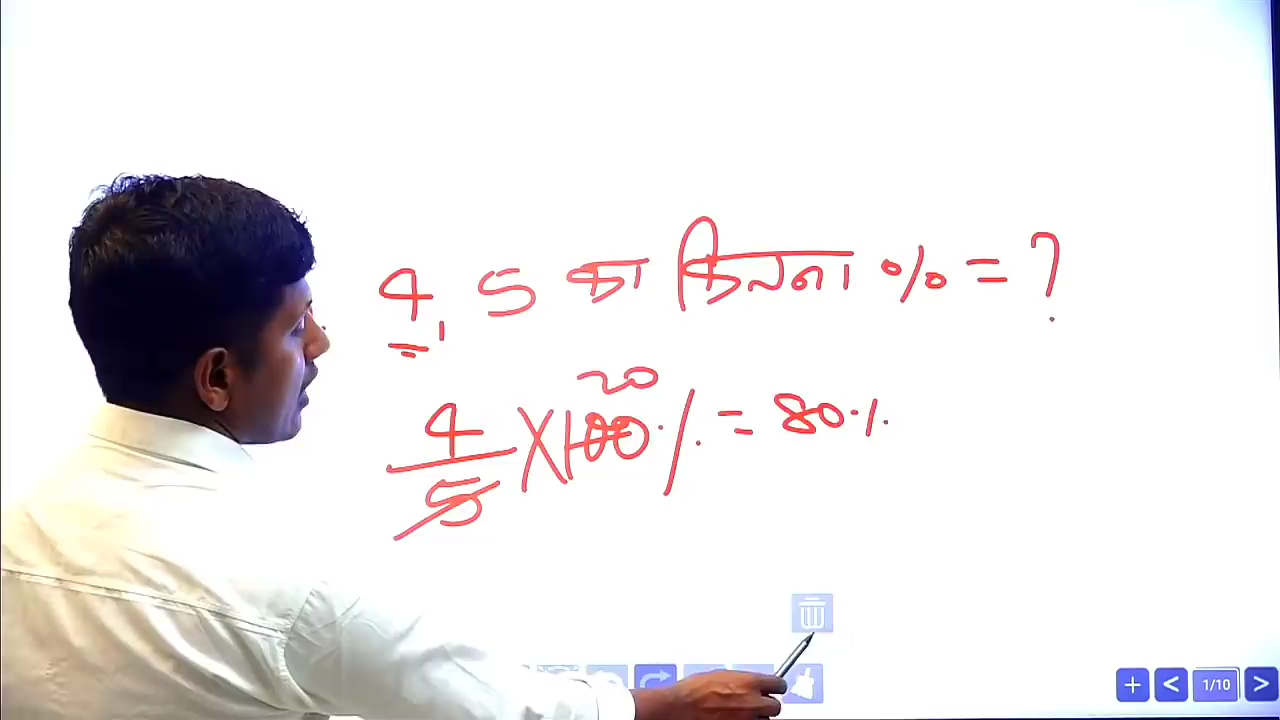 4, 5 का कितना % = ?
20
4/5 × 100 % = 80%
1/10